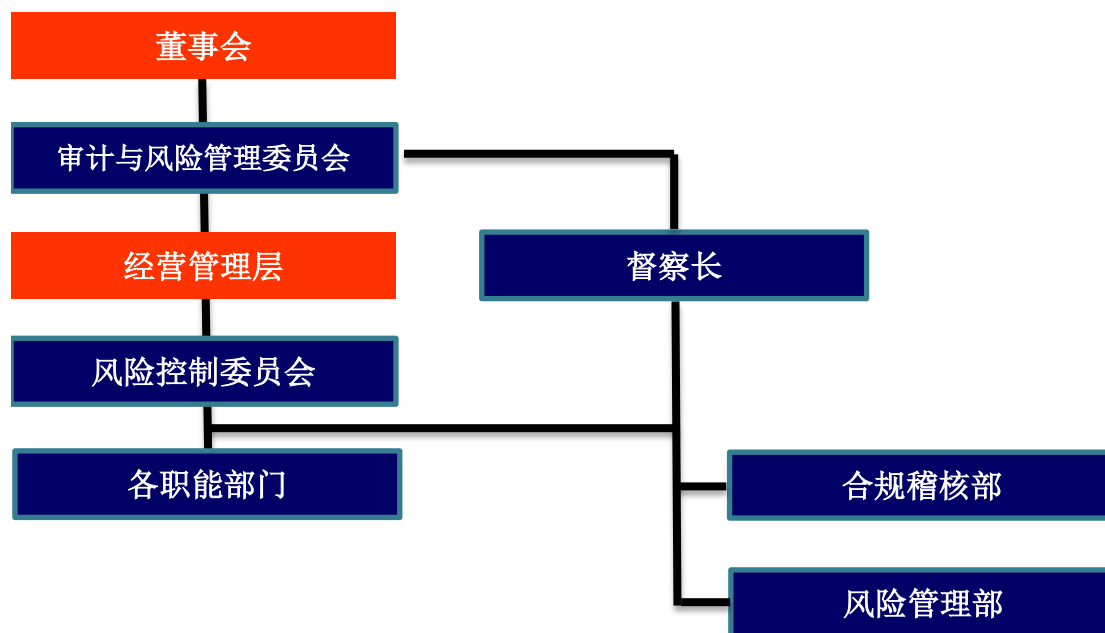 董事会
审计与风险管理委员会
经营管理层
督察长
风险控制委员会
各职能部门
合规稽核部
风险管理部